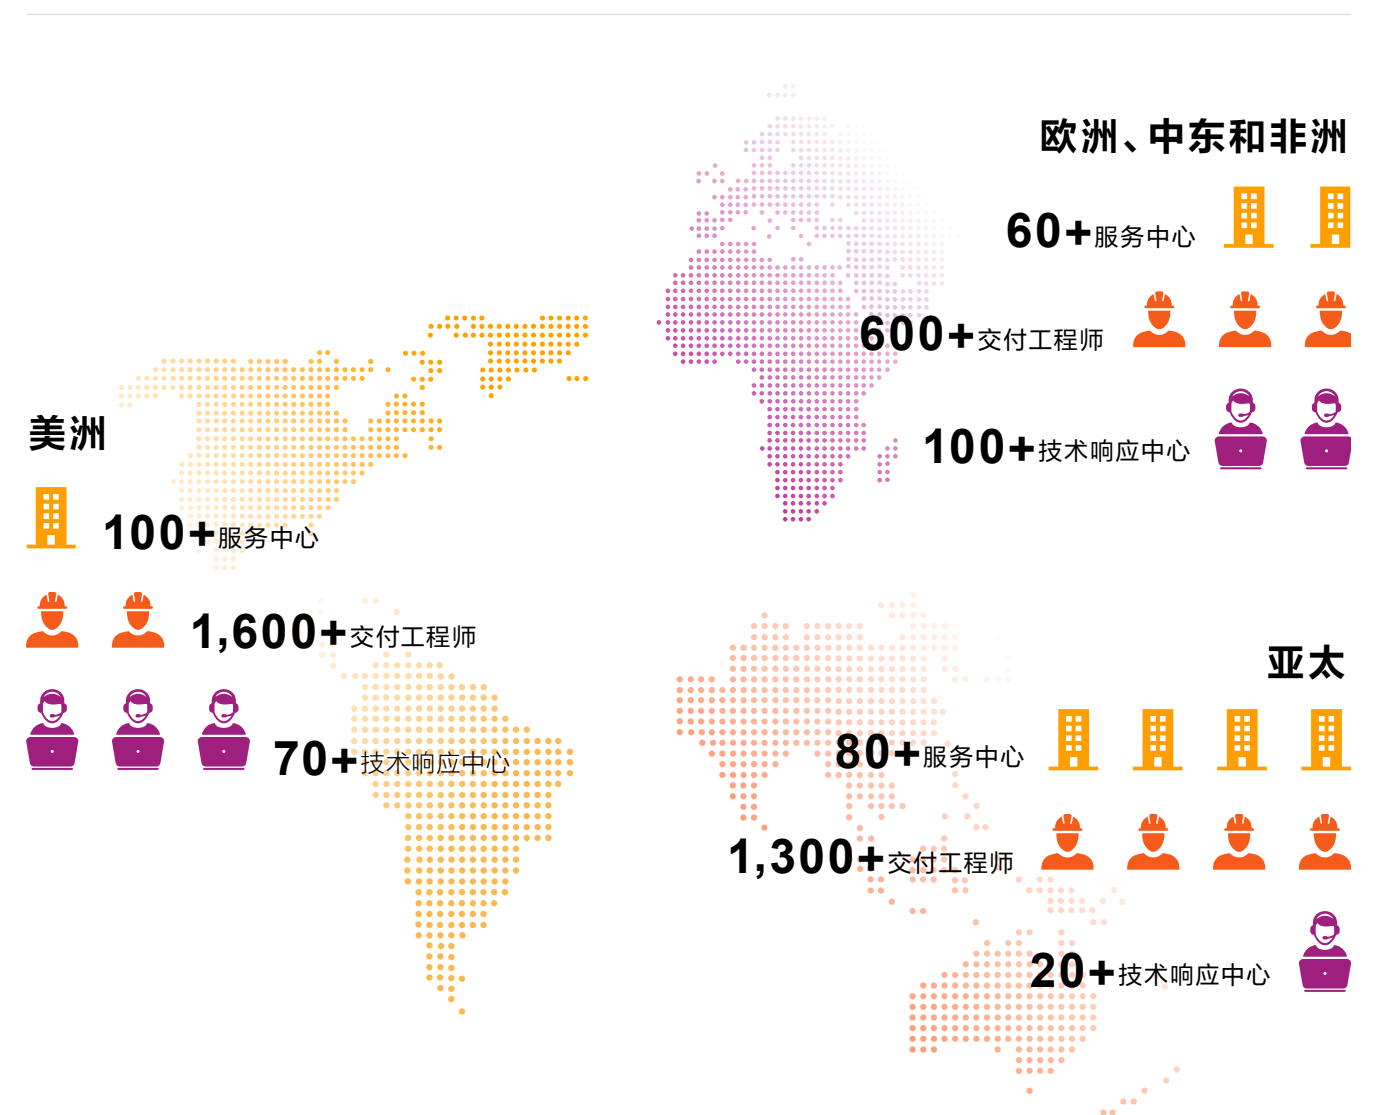 欧洲、中东和非洲
60+服务中心
600+交付工程师
100+技术响应中心
美洲
100+服务中心
1,600+交付工程师
70+技术响应中心
亚太
80+服务中心
1,300+交付工程师
20+技术响应中心